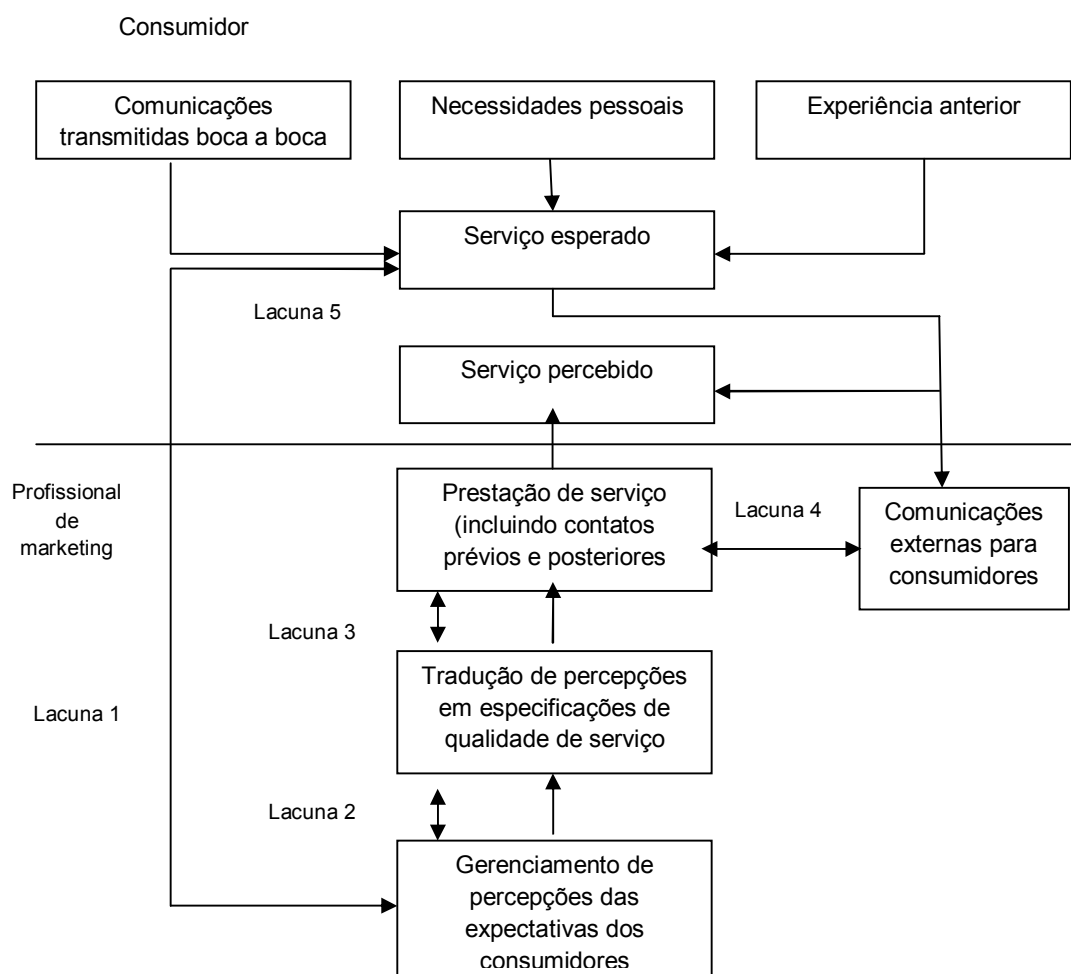 Consumidor
Comunicações
transmitidas boca a boca
Necessidades pessoais
Experiência anterior
Serviço esperado
Lacuna 5
Serviço percebido
Profissional
de
marketing
Prestação de serviço
(incluindo contatos
prévios e posteriores
Lacuna 4
Comunicações
externas para
consumidores
Lacuna 3
Tradução de percepções
em especificações de
qualidade de serviço
Lacuna 1
Lacuna 2
Gerenciamento de
percepções das
expectativas dos
consumidores